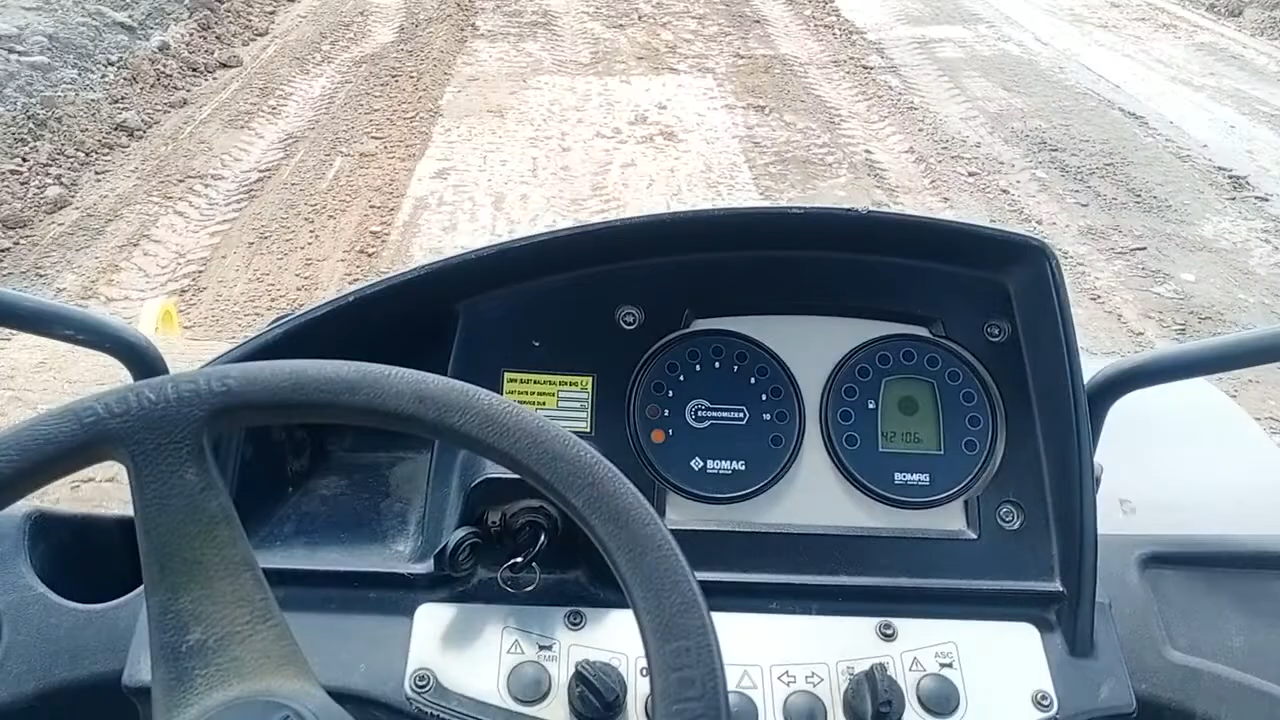 UMW (EAST MALAYSIA) SDN BHD
LAST DATE OF SERVICE
SERVICE DUE
1
2
3
4
5
6
7
8
9
10
ECONOMIZER
BOMAG
42106
BOMAG
EMR
ASC